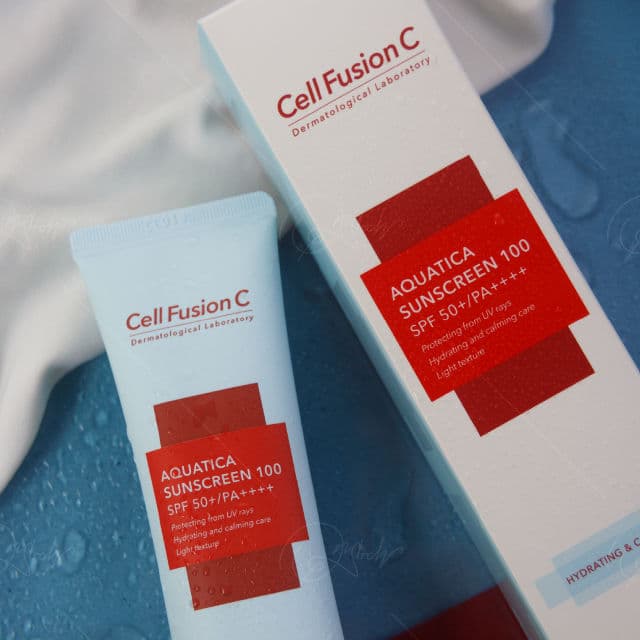 Cell Fusion C
Dermatological Laboratory
AQUATICA
SUNSCREEN 100
SPF 50+/PA++++
Protecting from UV rays
Hydrating and calming care
Light texture
HYDRATING & C
Cell Fusion C
Dermatological Laboratory
AQUATICA
SUNSCREEN 100
SPF 50+/PA++++
Protecting from UV rays
Hydrating and calming care
Light texture